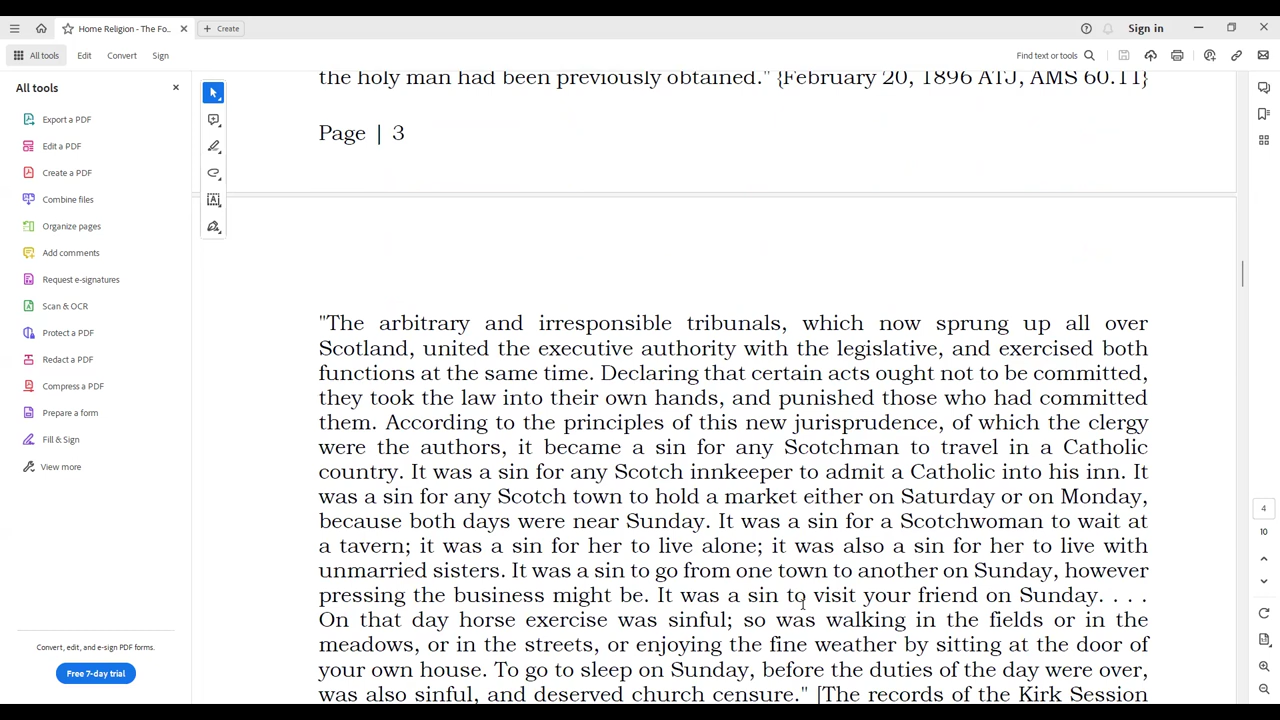 Home Religion - The Fo...
Create
Sign in
All tools
Edit
Convert
Sign
Find text or tools
All tools
Export a PDF
Edit a PDF
Create a PDF
Combine files
Organize pages
Add comments
Request e-signatures
Scan & OCR
Protect a PDF
Redact a PDF
Compress a PDF
Prepare a form
Fill & Sign
View more
Convert, edit, and e-sign PDF forms.
Free 7-day trial
the holy man had been previously obtained." {February 20, 1896 ATJ, AMS 60.11}
Page | 3
"The arbitrary and irresponsible tribunals, which now sprung up all over
Scotland, united the executive authority with the legislative, and exercised both
functions at the same time. Declaring that certain acts ought not to be committed,
they took the law into their own hands, and punished those who had committed
them. According to the principles of this new jurisprudence, of which the clergy
were the authors, it became a sin for any Scotchman to travel in a Catholic
country. It was a sin for any Scotch innkeeper to admit a Catholic into his inn. It
was a sin for any Scotch town to hold a market either on Saturday or on Monday,
because both days were near Sunday. It was a sin for a Scotchwoman to wait at
a tavern; it was a sin for her to live alone; it was also a sin for her to live with
unmarried sisters. It was a sin to go from one town to another on Sunday, however
pressing the business might be. It was a sin to visit your friend on Sunday. . . .
On that day horse exercise was sinful; so was walking in the fields or in the
meadows, or in the streets, or enjoying the fine weather by sitting at the door of
your own house. To go to sleep on Sunday, before the duties of the day were over,
was also sinful, and deserved church censure." [The records of the Kirk Session
4
10